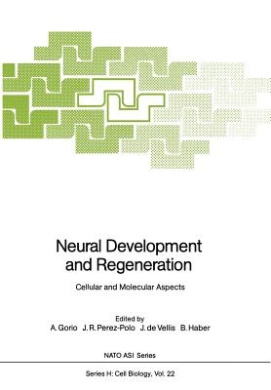 Neural Development
and Regeneration
Cellular and Molecular Aspects
Edited by
A. Gorio J. R. Perez-Polo J. de Vellis B. Haber
NATO ASI Series
Series H: Cell Biology, Vol. 22